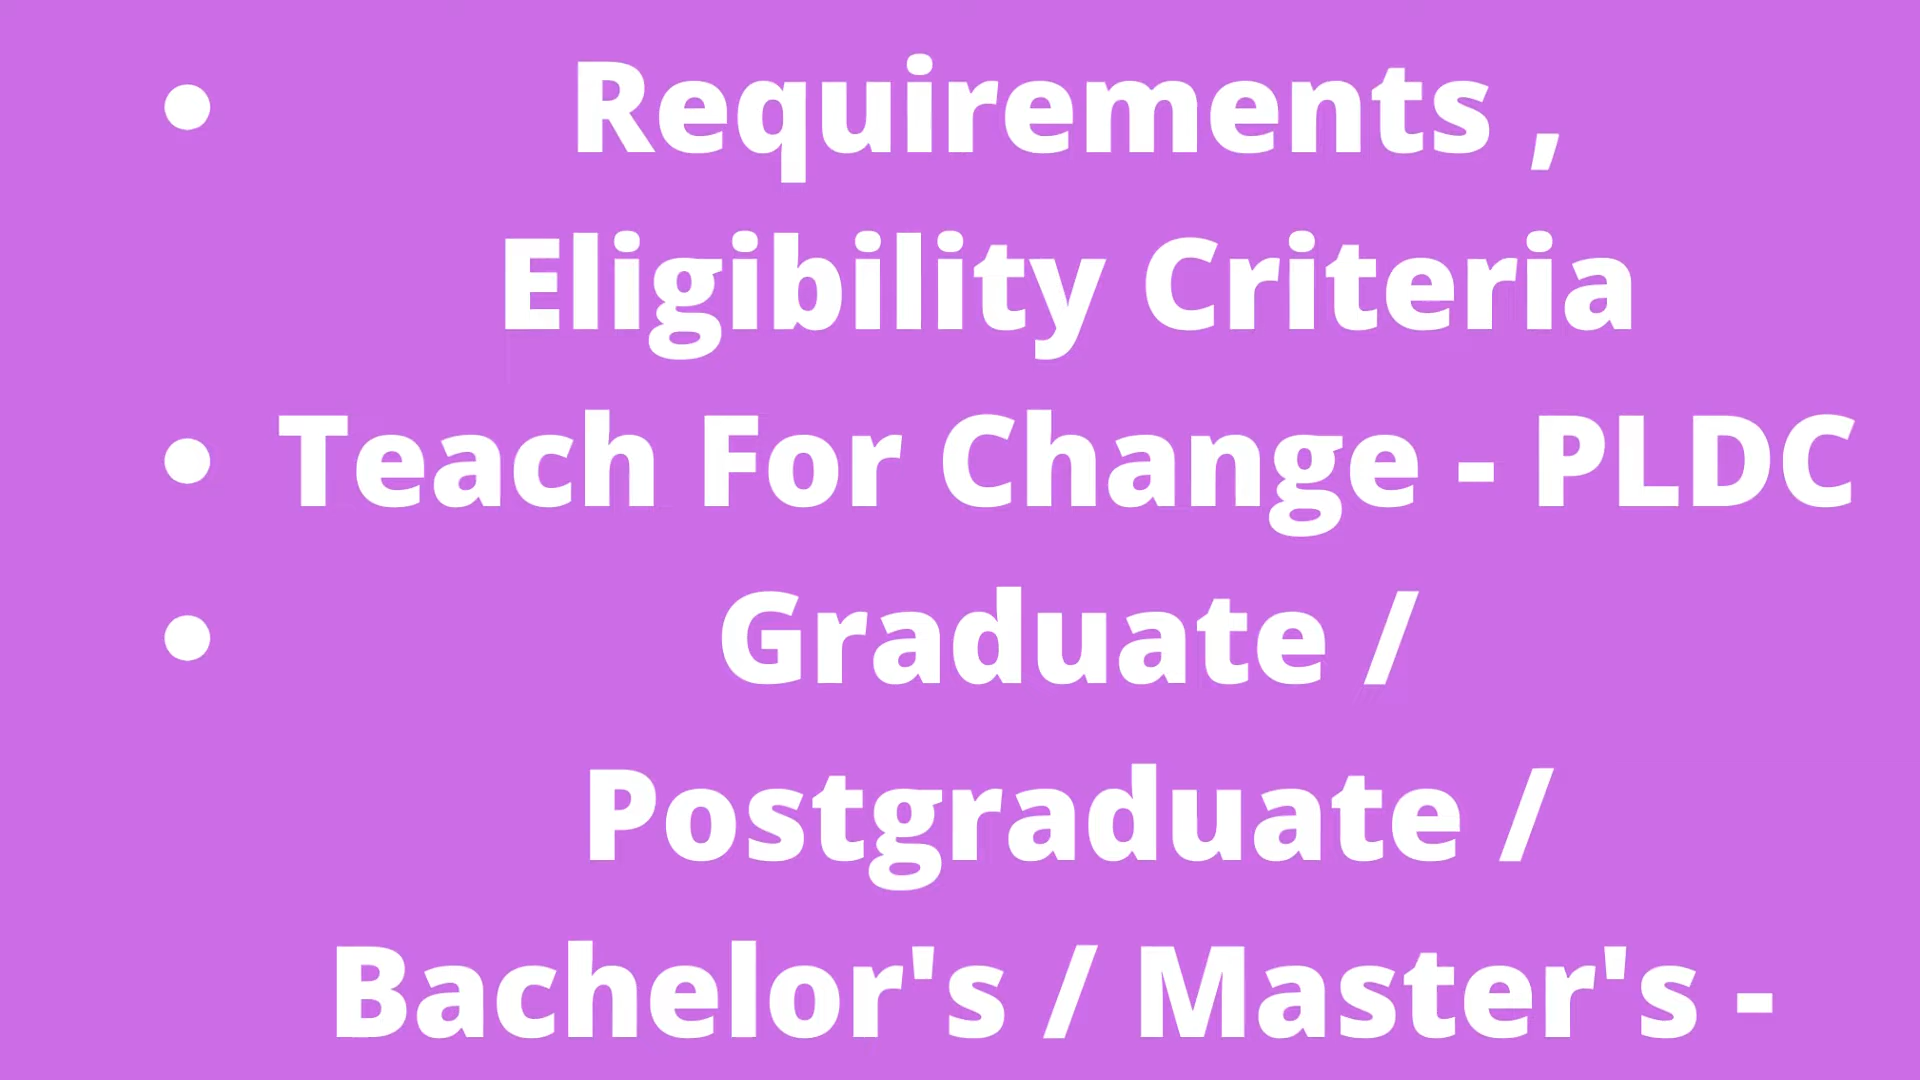 • Requirements ,
Eligibility Criteria
• Teach For Change - PLDC
• Graduate /
Postgraduate /
Bachelor's / Master's -